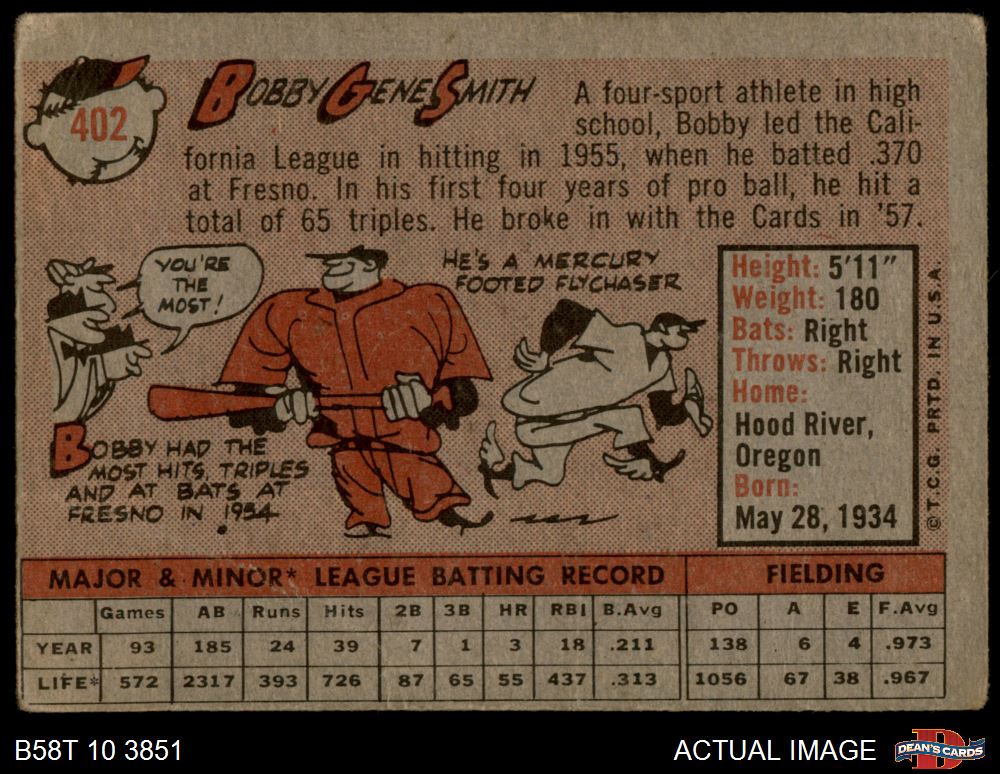 402
BOBBY GENE SMITH
A four-sport athlete in high
school, Bobby led the Cali-
fornia League in hitting in 1955, when he batted .370
at Fresno. In his first four years of pro ball, he hit a
total of 65 triples. He broke in with the Cards in '57.
YOU'RE
THE
MOST!
HE'S A MERCURY
FOOTED FLYCHASER
BOBBY HAD THE
MOST HITS, TRIPLES
AND AT BATS AT
FRESNO IN 1954.
Height: 5'11"
Weight: 180
Bats: Right
Throws: Right
Home:
Hood River,
Oregon
Born:
May 28, 1934
© T.C.G. PRTD. IN U.S.A.
MAJOR & MINOR* LEAGUE BATTING RECORD FIELDING
Games AB Runs Hits 2B 3B HR RBI B.Avg PO A E F.Avg
YEAR 93 185 24 39 7 1 3 18 .211 138 6 4 .973
LIFE* 572 2317 393 726 87 65 55 437 .313 1056 67 38 .967
B58T 10 3851
ACTUAL IMAGE
D
DEAN'S CARDS